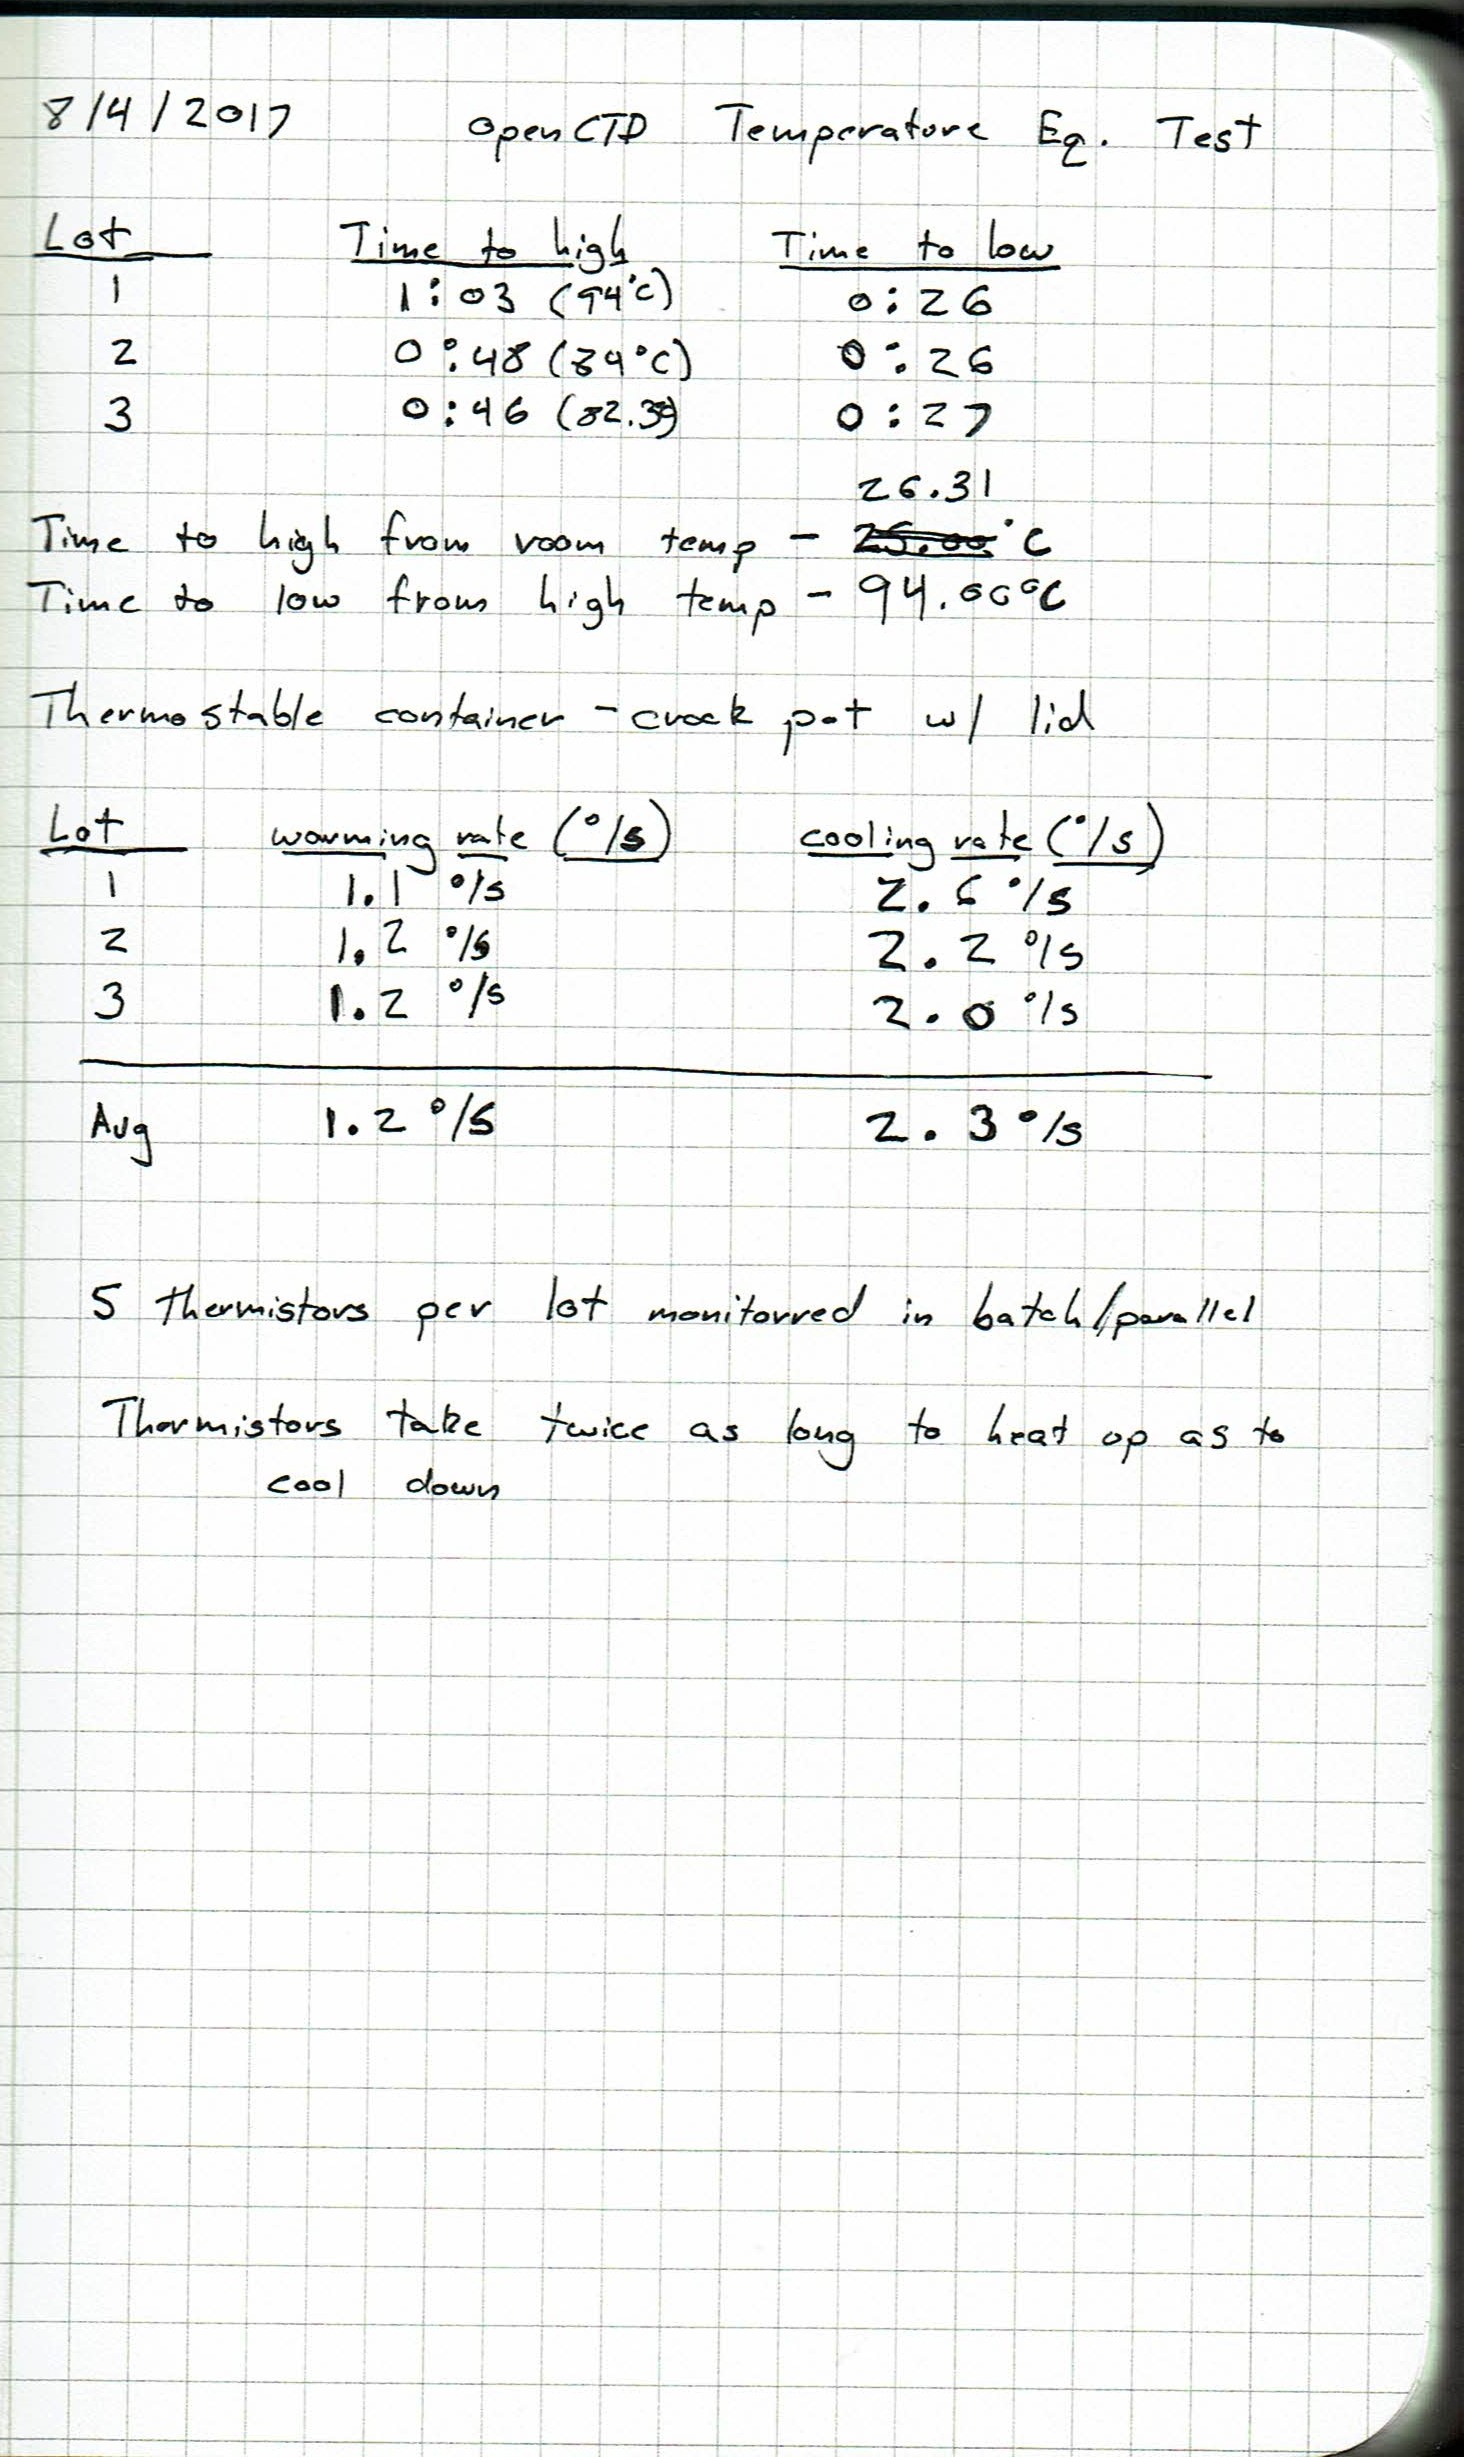 8/4/2017 openCTD Temperature Eq. Test
Lot Time to high Time to low
1 1:03 (94°C) 0:26
2 0:48 (84°C) 0:26
3 0:46 (82.39) 0:27
26.31
Time to high from room temp - 25.00 °C
Time to low from high temp - 94.00°C
Thermostable container - crock pot w/ lid
Lot warming rate (°/s) cooling rate (°/s)
1 1.1 °/s 2.6 °/s
2 1.2 °/s 2.2 °/s
3 1.2 °/s 2.0 °/s
Avg 1.2 °/s 2.3 °/s
5 thermistors per lot monitorred in batch/parallel
Thermistors take twice as long to heat up as to
cool down